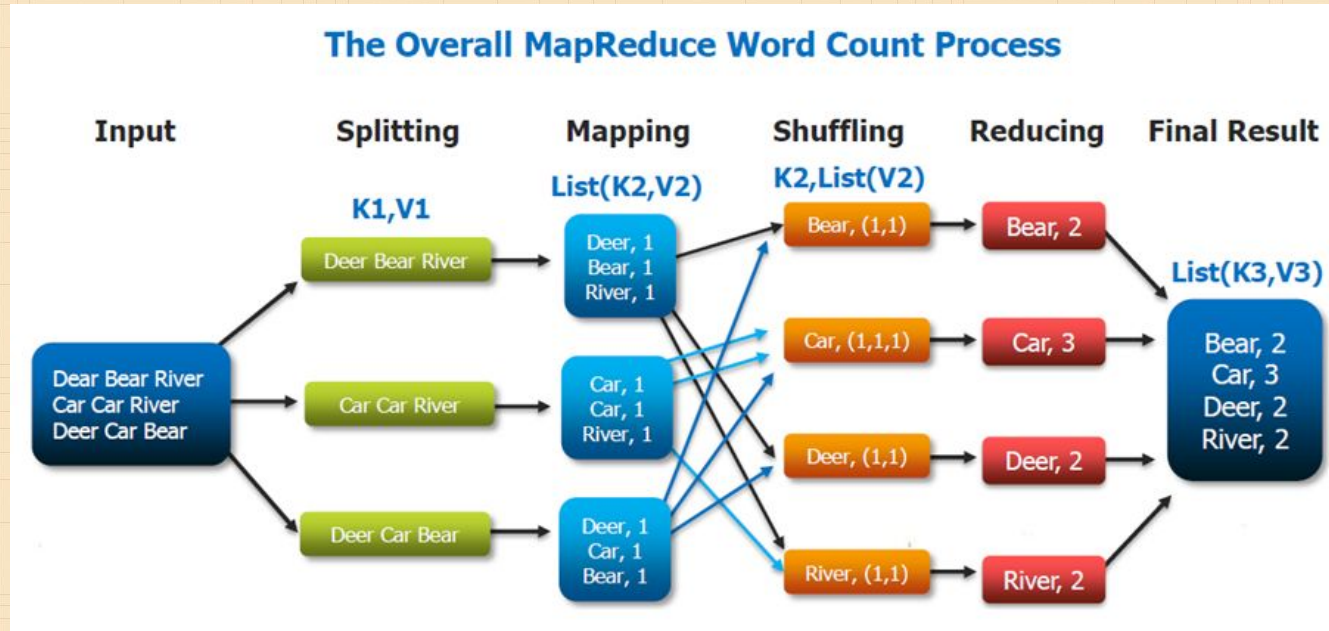 The Overall MapReduce Word Count Process
Input
Splitting
Mapping
Shuffling
Reducing
Final Result
K1,V1
List(K2,V2)
K2,List(V2)
List(K3,V3)
Dear Bear River
Car Car River
Deer Car Bear
Deer Bear River
Car Car River
Deer Car Bear
Deer, 1
Bear, 1
River, 1
Car, 1
Car, 1
River, 1
Deer, 1
Car, 1
Bear, 1
Bear, (1,1)
Car, (1,1,1)
Deer, (1,1)
River, (1,1)
Bear, 2
Car, 3
Deer, 2
River, 2
Bear, 2
Car, 3
Deer, 2
River, 2